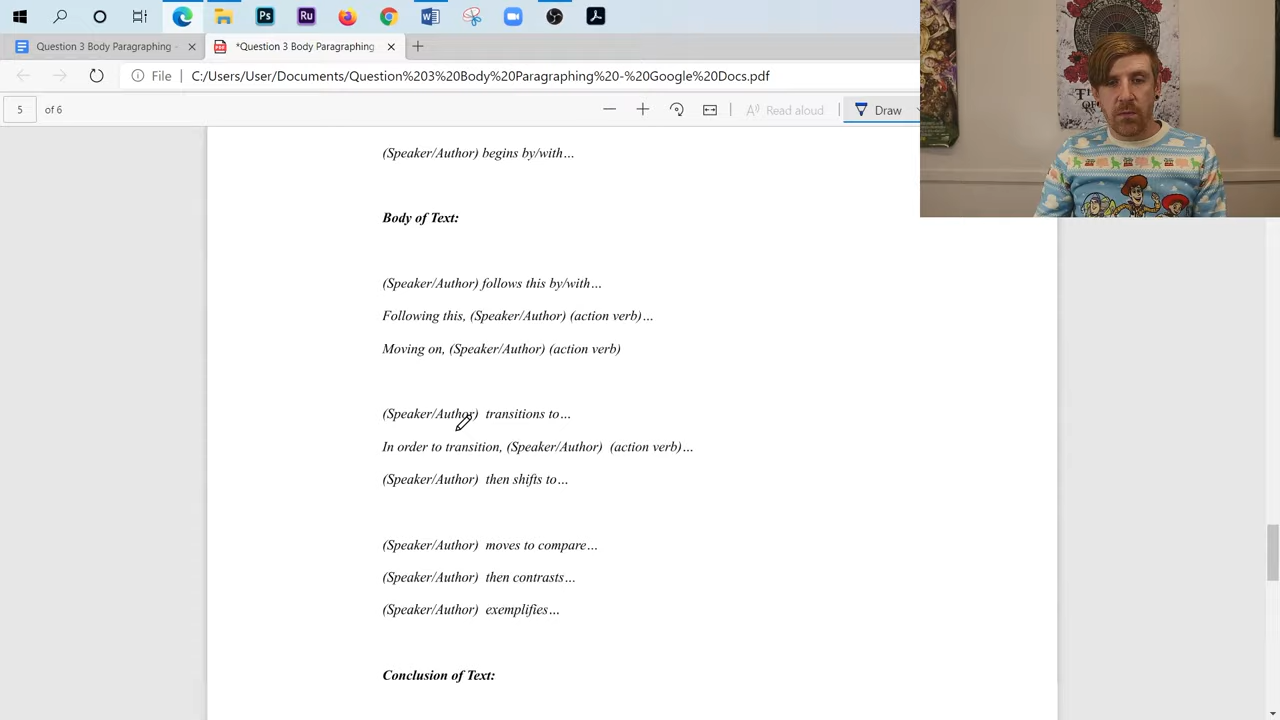 Question 3 Body Paragraphing -
*Question 3 Body Paragraphing
File
C:/Users/User/Documents/Question%203%20Body%20Paragraphing%20-%20Google%20Docs.pdf
5 of 6
Read aloud
Draw
(Speaker/Author) begins by/with…
Body of Text:
(Speaker/Author) follows this by/with…
Following this, (Speaker/Author) (action verb)…
Moving on, (Speaker/Author) (action verb)
(Speaker/Author) transitions to…
In order to transition, (Speaker/Author) (action verb)…
(Speaker/Author) then shifts to…
(Speaker/Author) moves to compare…
(Speaker/Author) then contrasts…
(Speaker/Author) exemplifies…
Conclusion of Text: